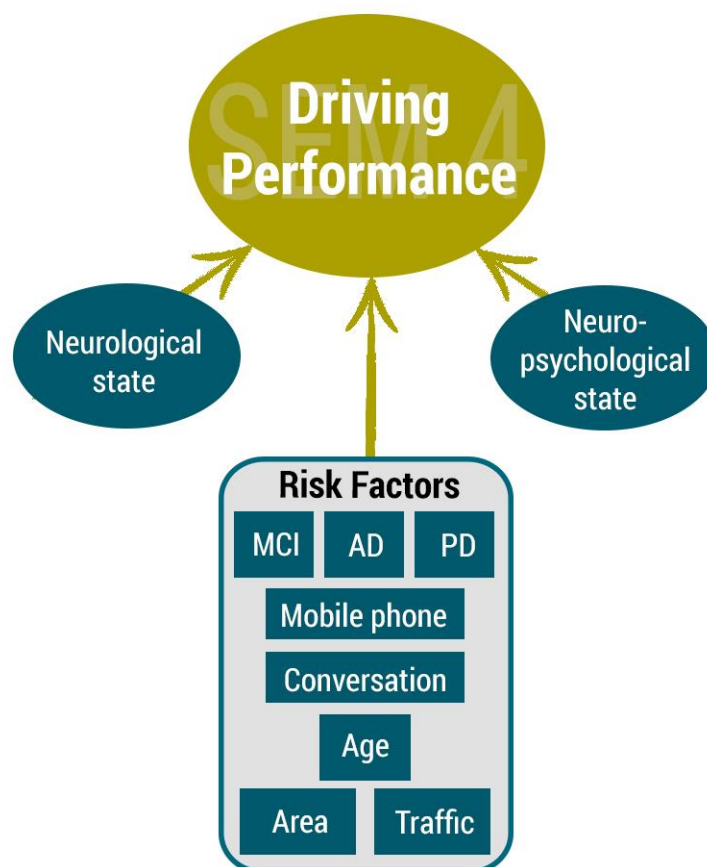 SEM 4
Driving
Performance
Neurological
state
Neuro-
psychological
state
Risk Factors
MCI AD PD
Mobile phone
Conversation
Age
Area Traffic